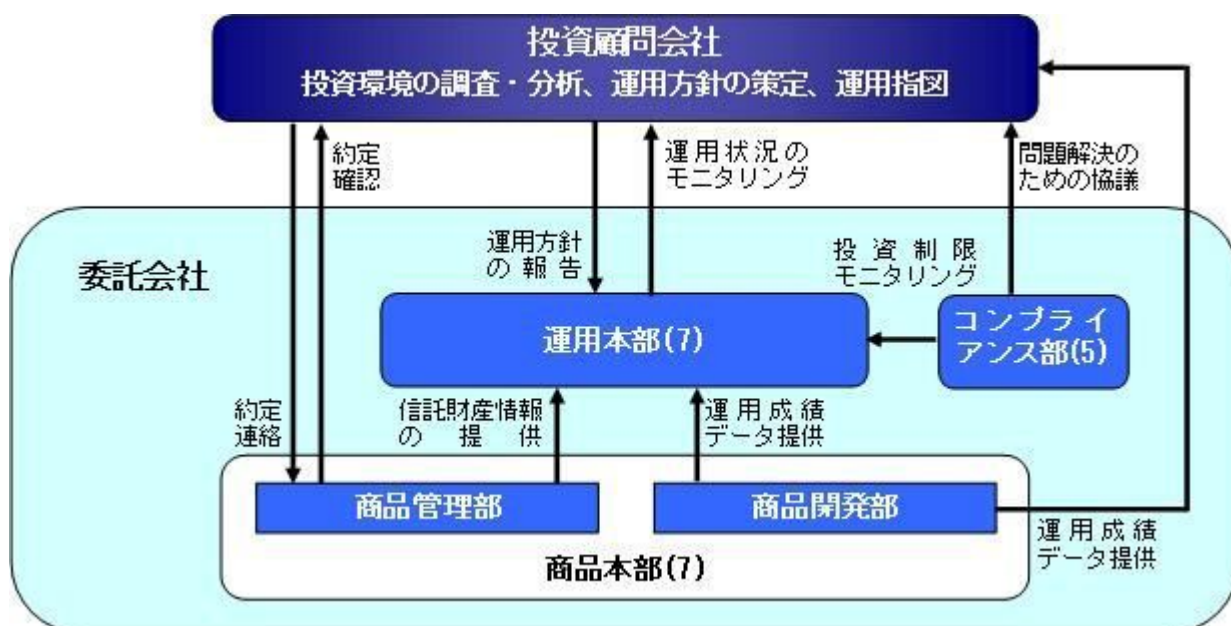 投資顧問会社
投資環境の調査・分析、運用方針の策定、運用指図
約定
確認
運用状況の
モニタリング
問題解決の
ための協議
委託会社
運用方針
の報告
投資制限
モニタリング
運用本部(7)
コンプライ
アンス部(5)
約定
連絡
信託財産情報
の提供
運用成績
データ提供
商品管理部
商品開発部
運用成績
データ提供
商品本部(7)